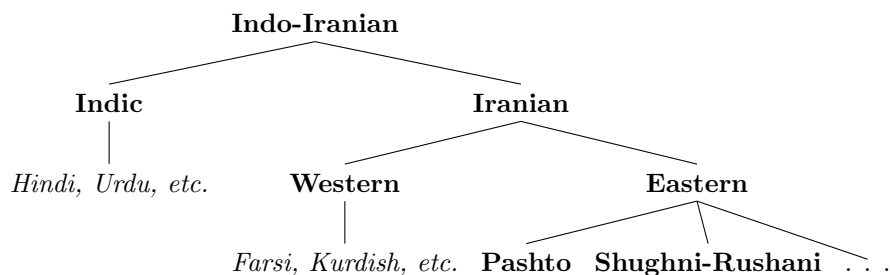 Indo-Iranian
Indic Iranian
Hindi, Urdu, etc. Western Eastern
Farsi, Kurdish, etc. Pashto Shughni-Rushani . . .